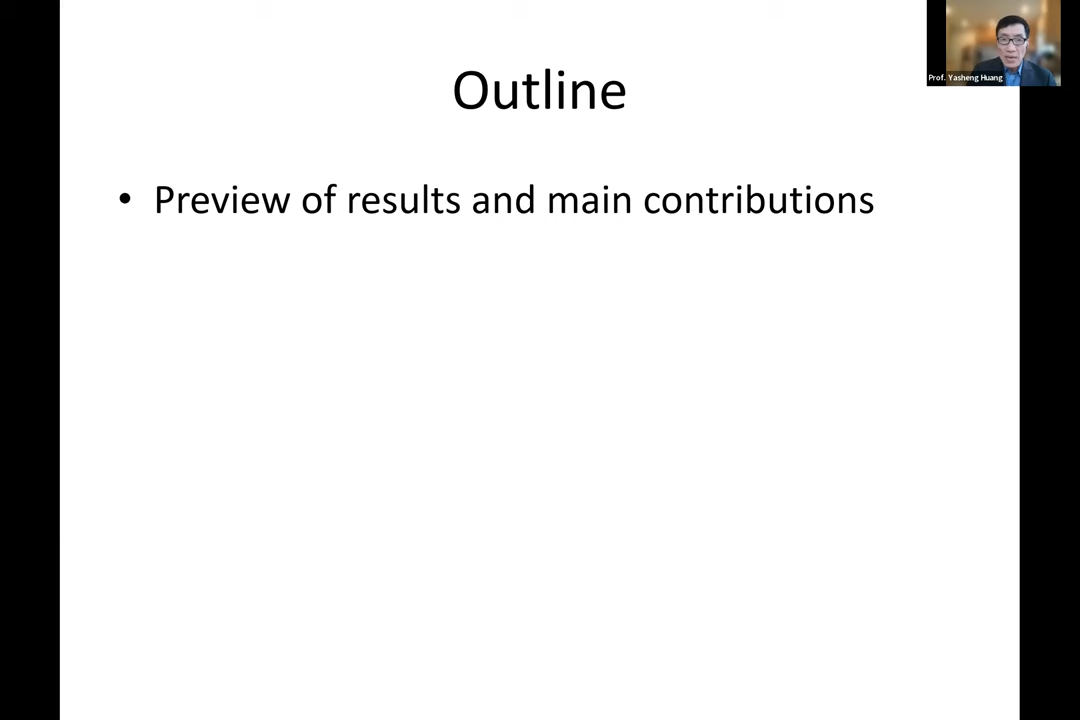 Prof. Yasheng Huang
Outline
• Preview of results and main contributions